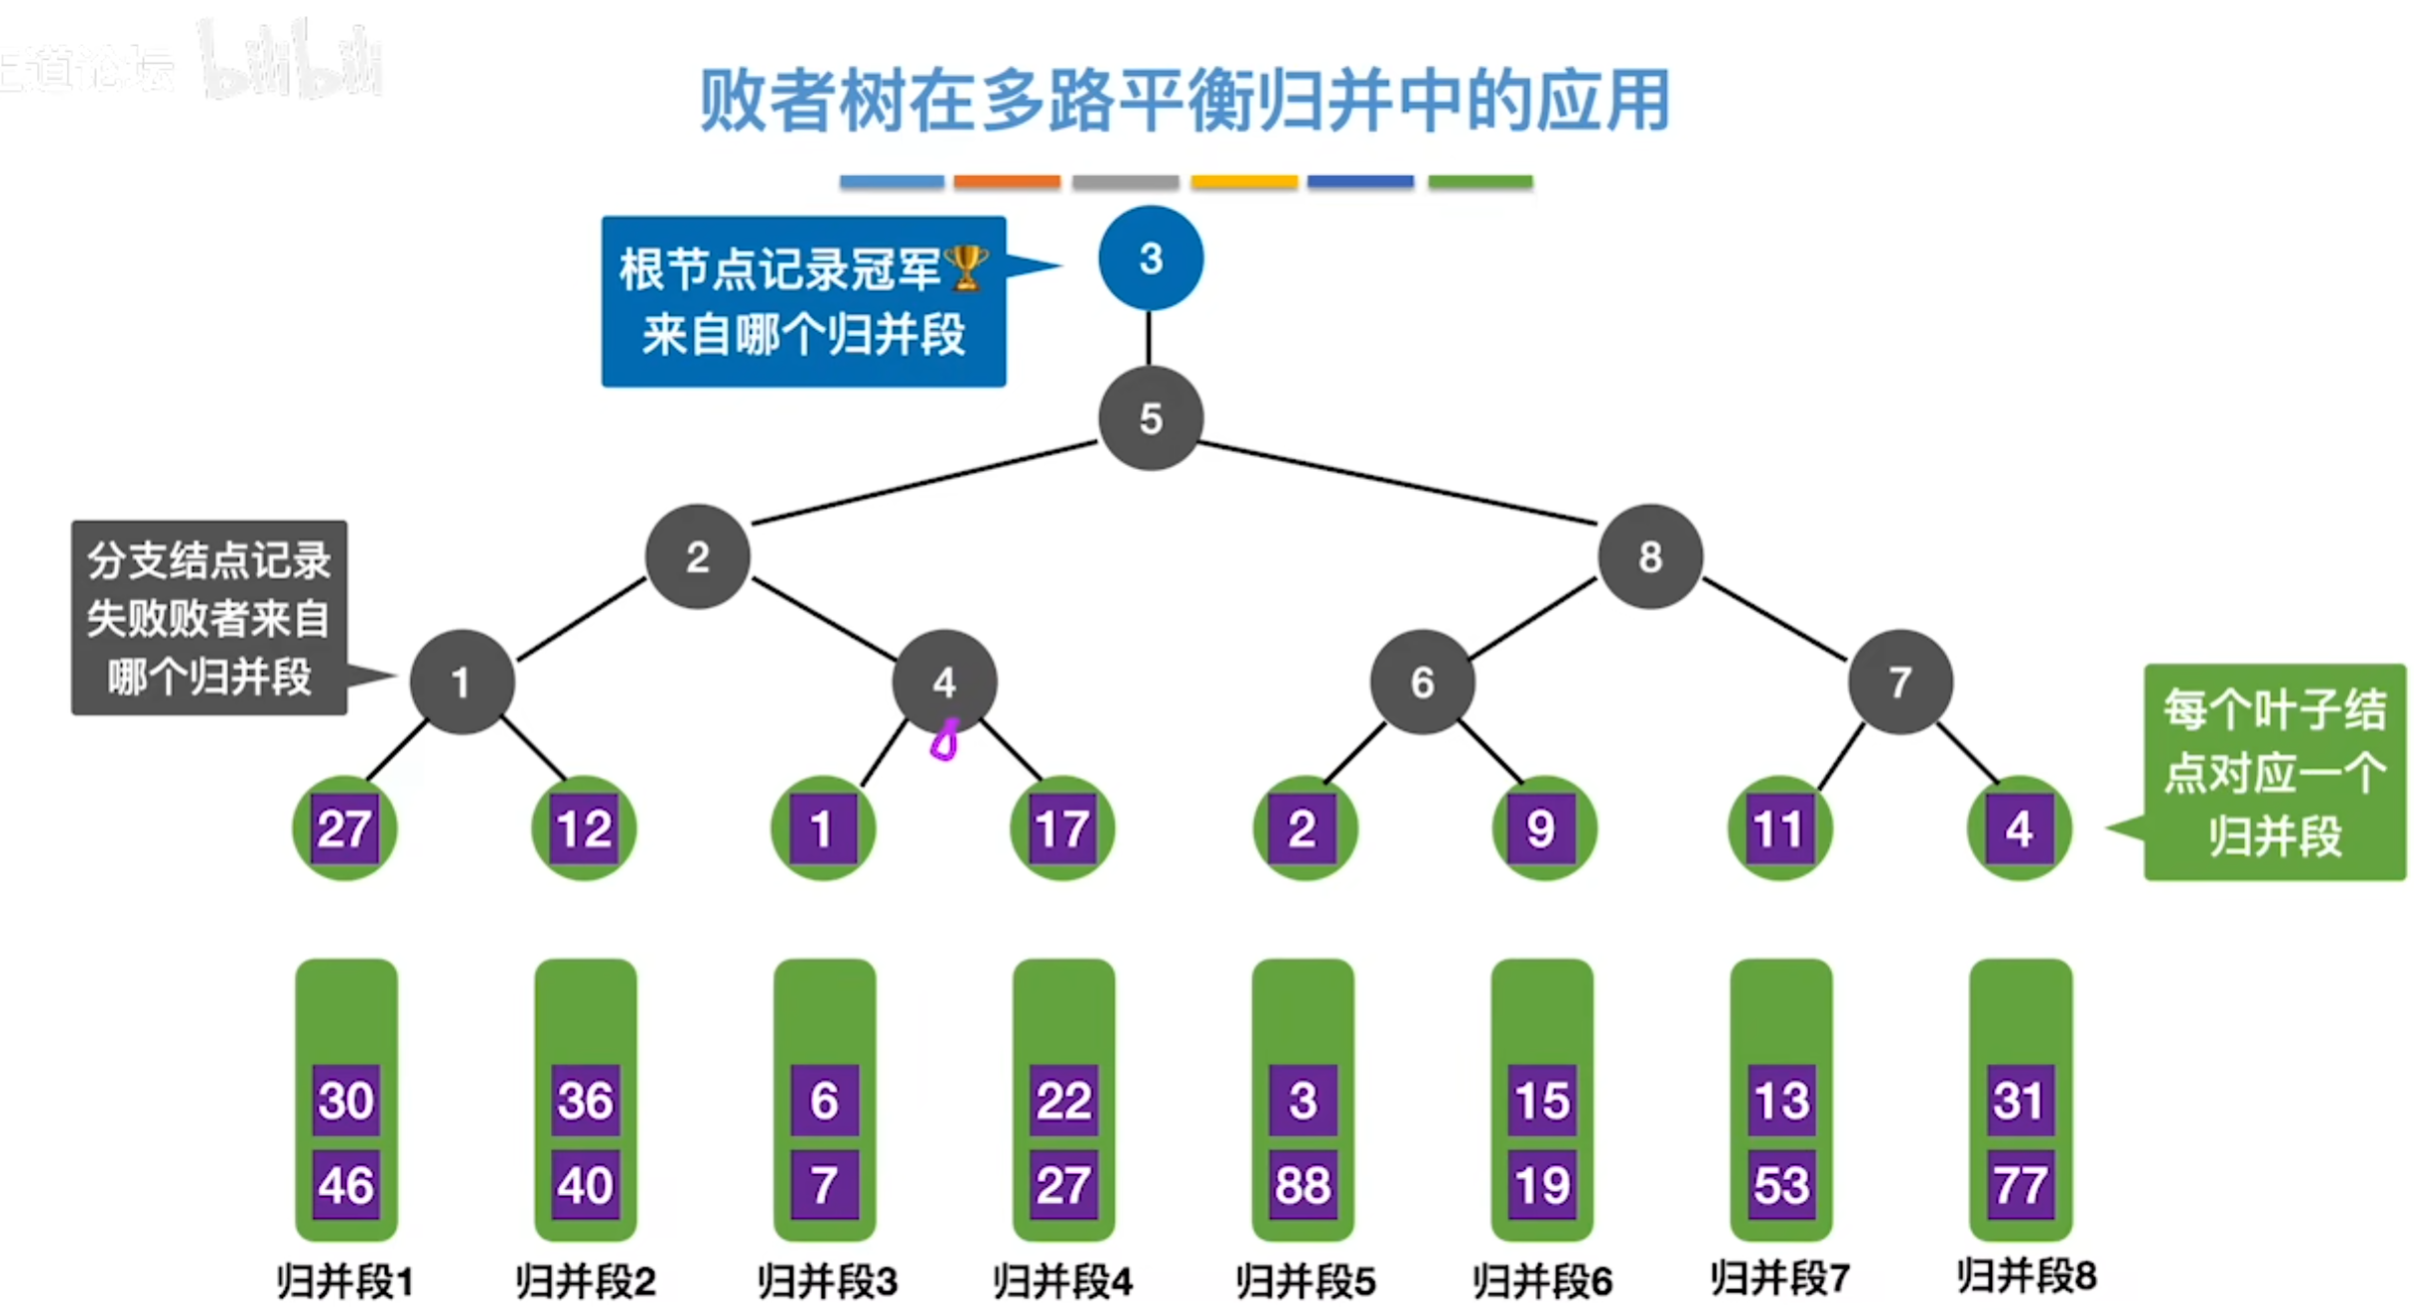 王道论坛 bilibili
败者树在多路平衡归并中的应用
根节点记录冠军🏆
来自哪个归并段
3
5
2 8
分支结点记录
失败败者来自
哪个归并段
1 4 6 7
每个叶子结
点对应一个
归并段
27 12 1 17 2 9 11 4
30 36 6 22 3 15 13 31
46 40 7 27 88 19 53 77
归并段1 归并段2 归并段3 归并段4 归并段5 归并段6 归并段7 归并段8